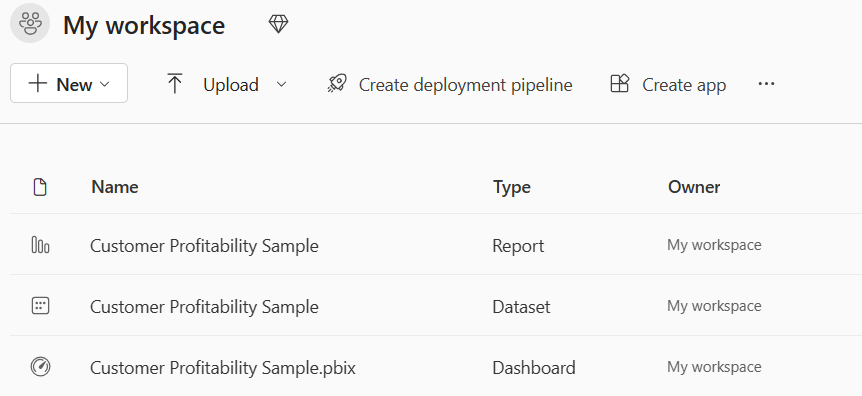 My workspace
New Upload Create deployment pipeline Create app ...
Name Type Owner
Customer Profitability Sample Report My workspace
Customer Profitability Sample Dataset My workspace
Customer Profitability Sample.pbix Dashboard My workspace